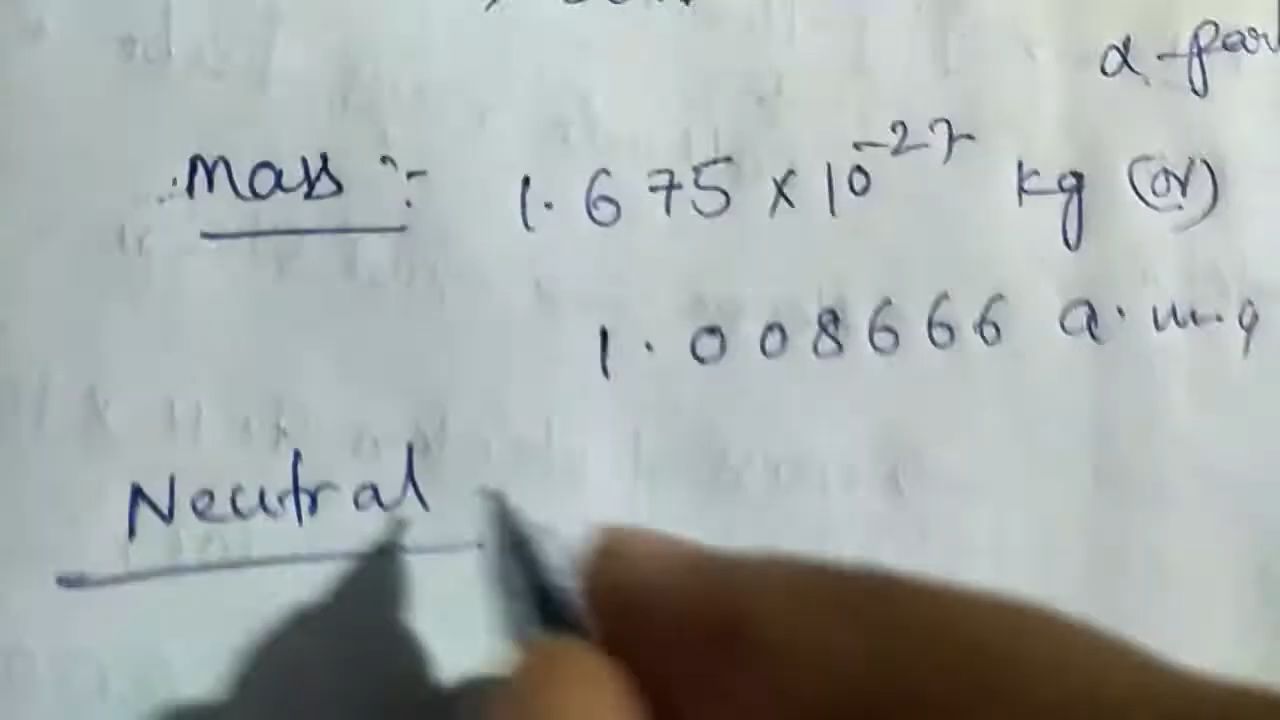 α-par
Mass :- 1.675 × 10⁻²⁷ kg (or)
1.008666 a.m.q
Neutral